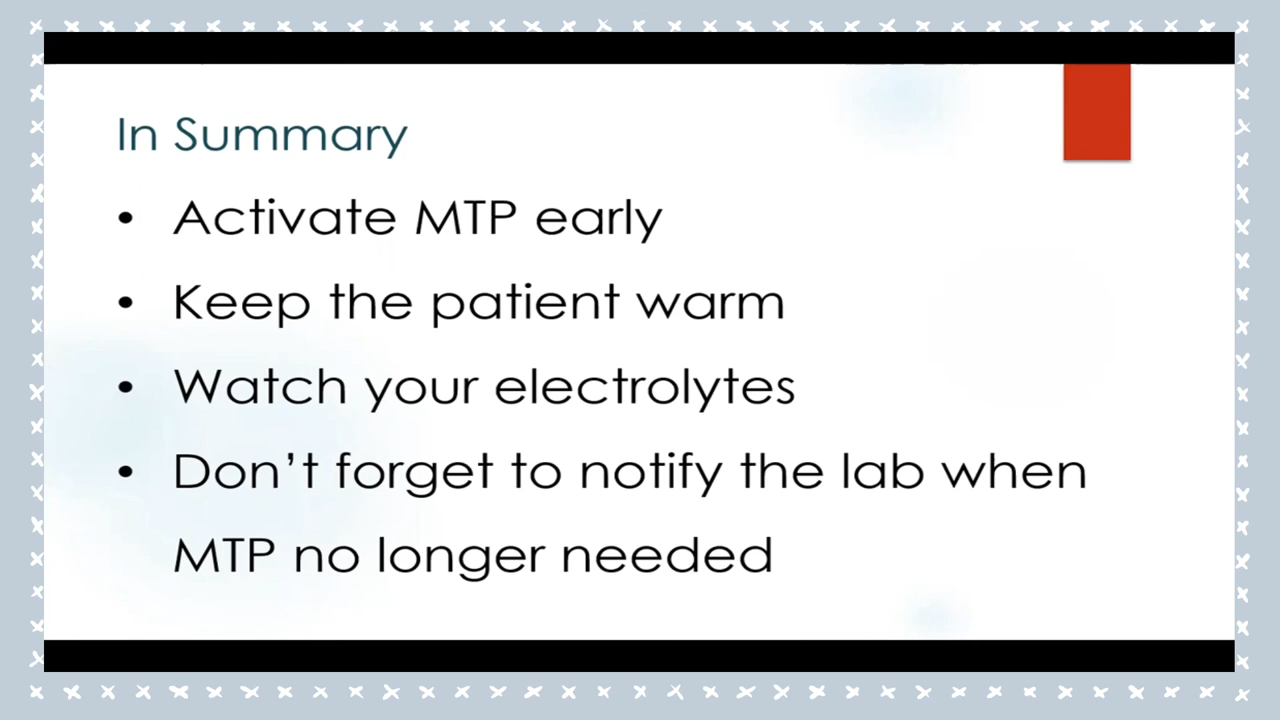 In Summary
• Activate MTP early
• Keep the patient warm
• Watch your electrolytes
• Don’t forget to notify the lab when
MTP no longer needed